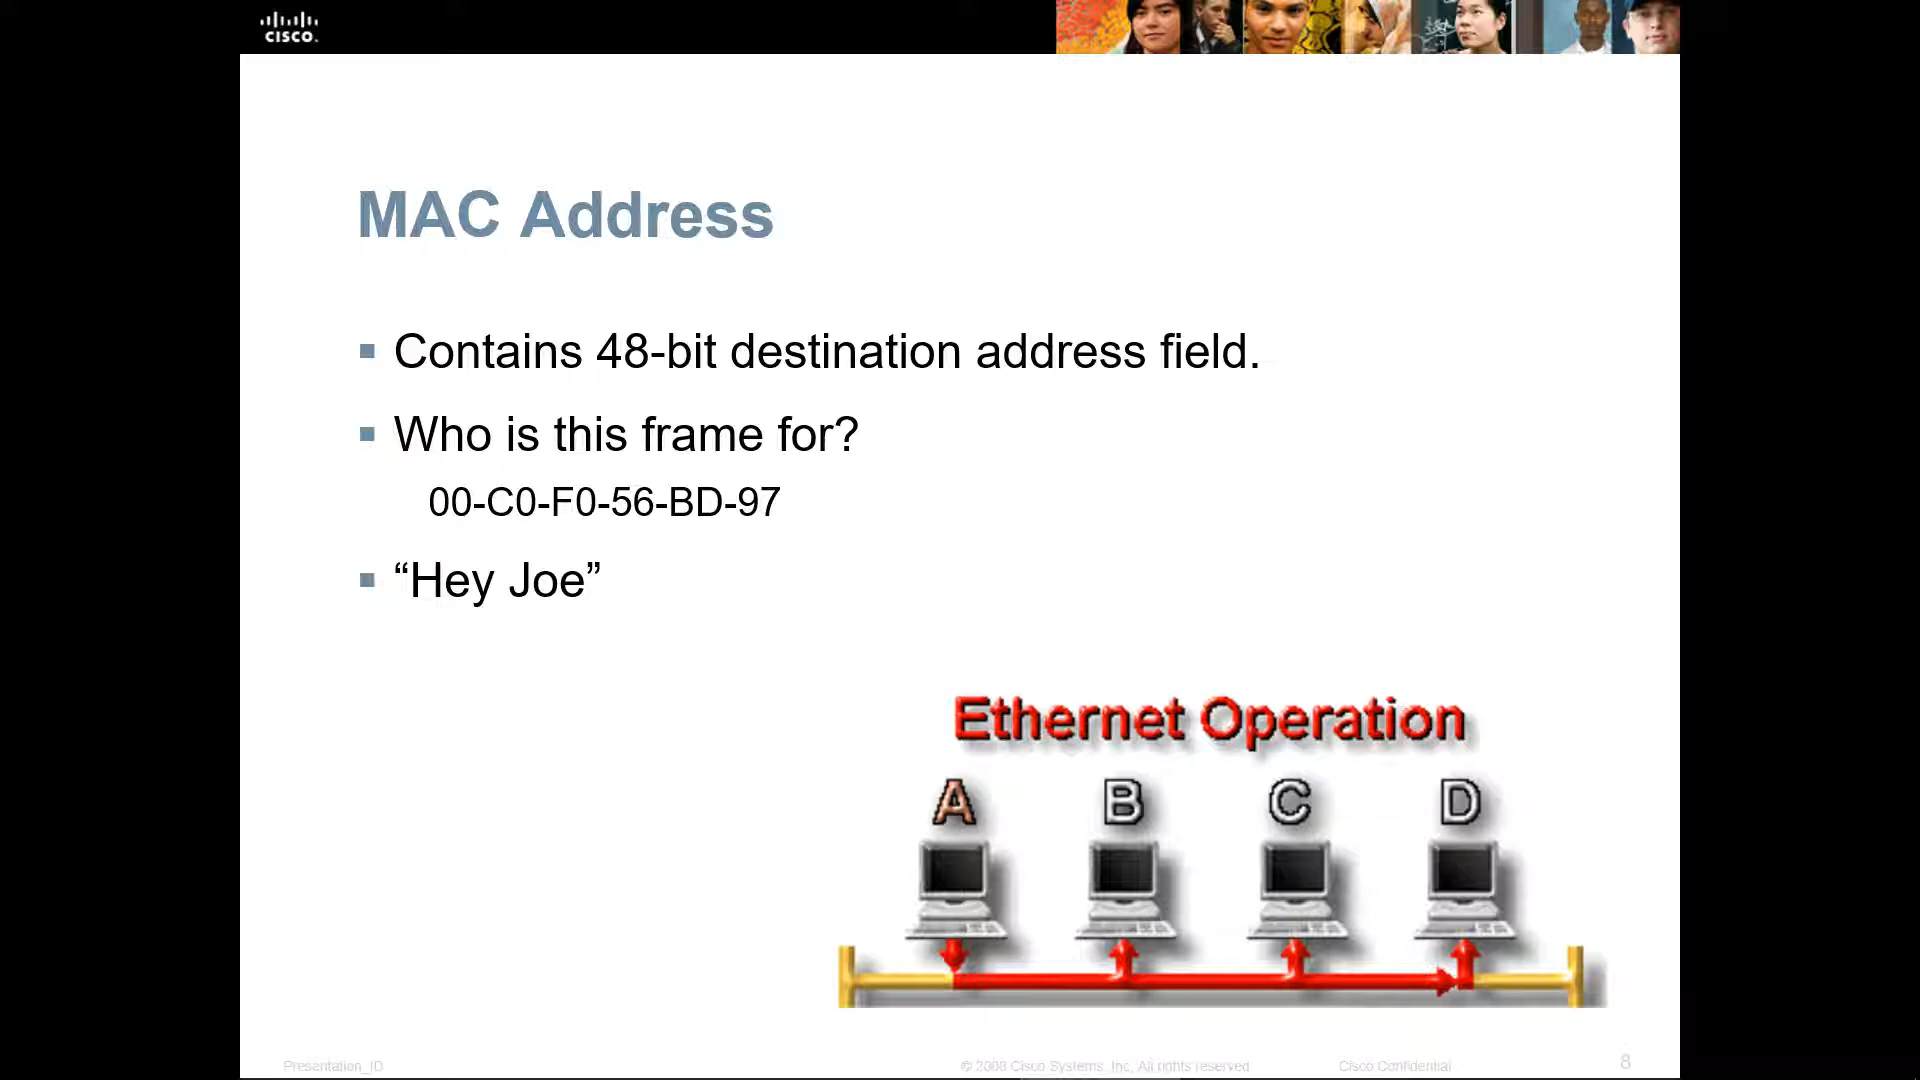 CISCO.
MAC Address
Contains 48-bit destination address field.
Who is this frame for?
00-C0-F0-56-BD-97
“Hey Joe”
Ethernet Operation
A B C D
Presentation_ID © 2008 Cisco Systems, Inc. All rights reserved Cisco Confidential 8